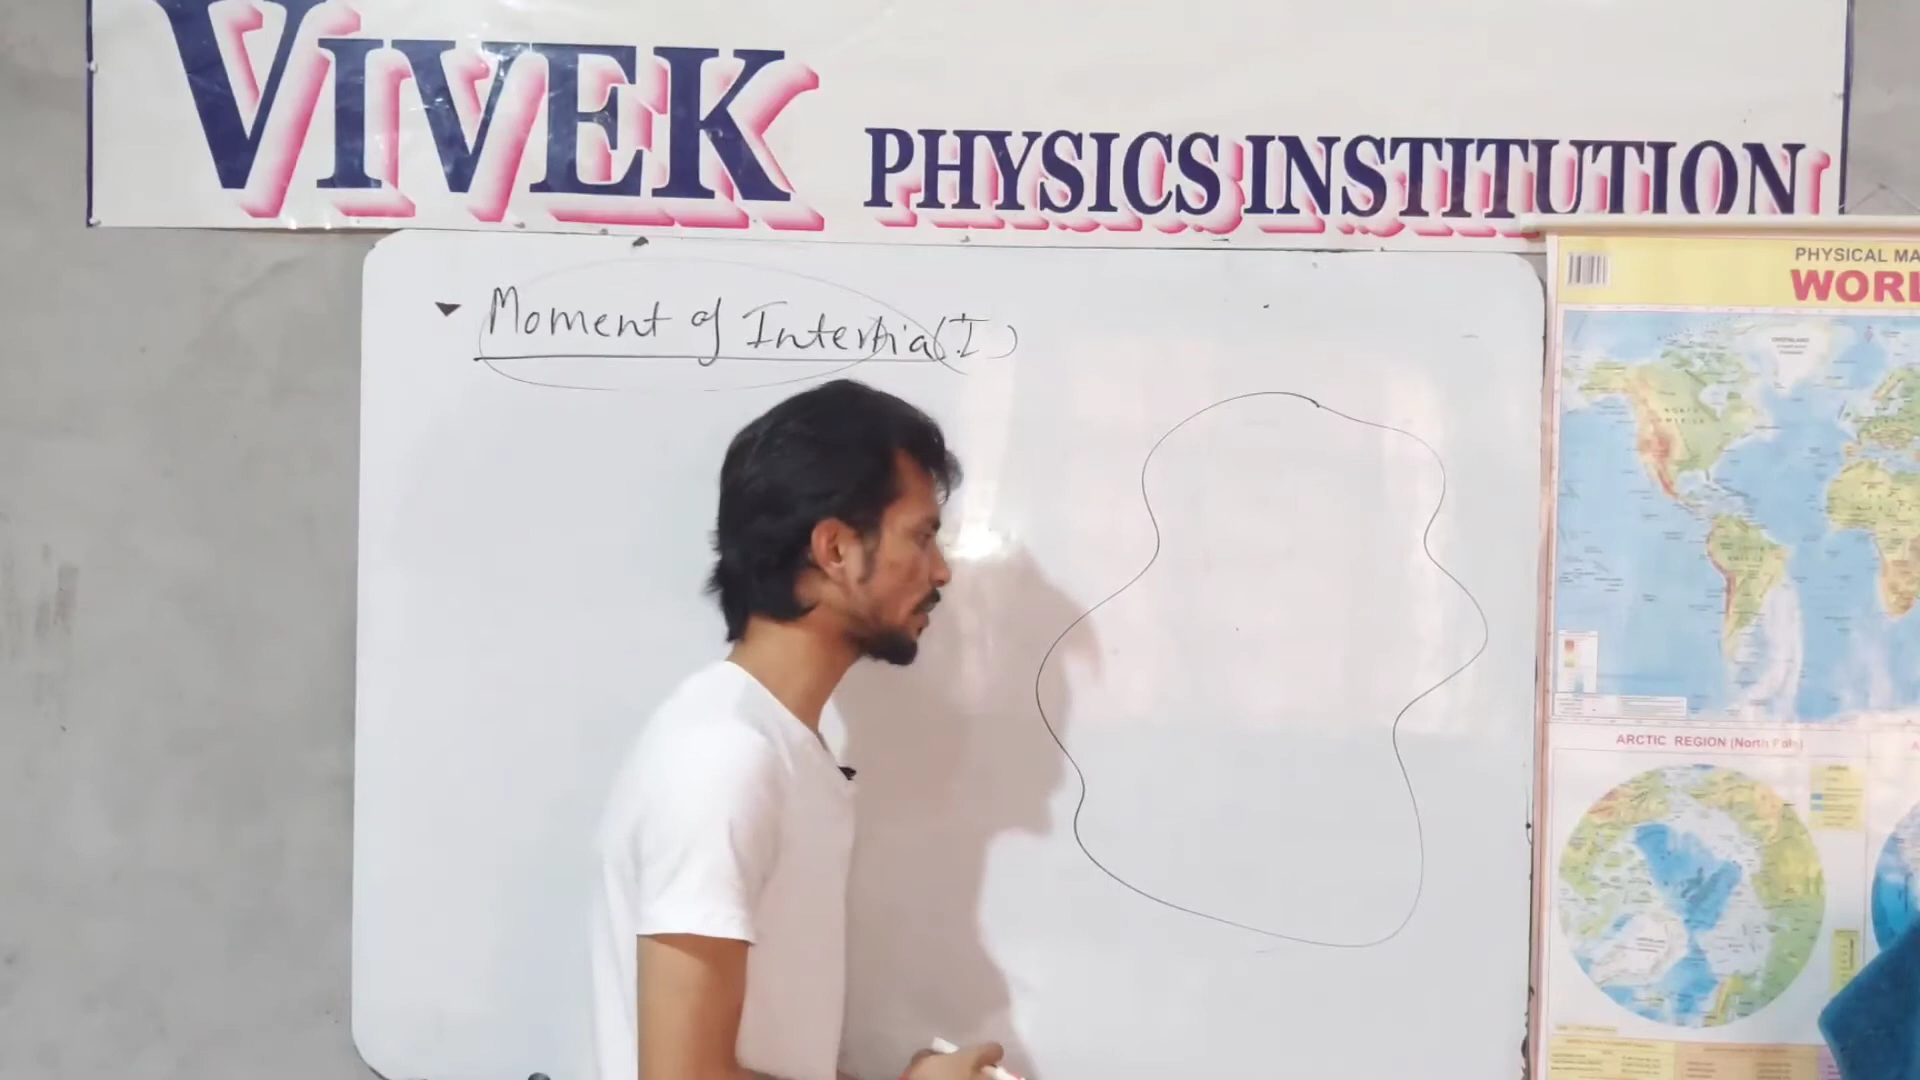 VIVEK PHYSICS INSTITUTION
Moment of Intertia (I)
PHYSICAL MA
WORL
ARCTIC REGION (North Pole)